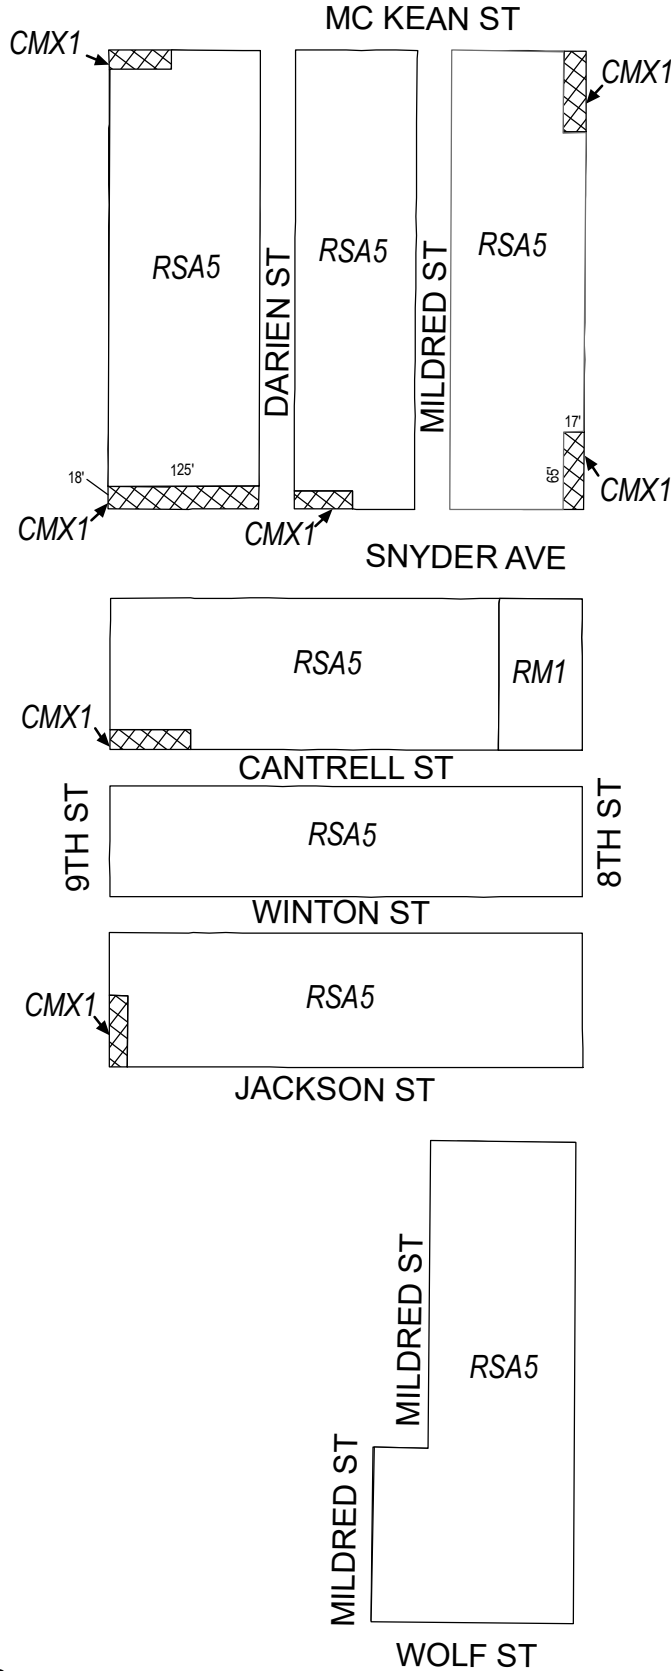 MC KEAN ST
CMX1
CMX1
RSA5
RSA5
RSA5
DARIEN ST
MILDRED ST
17'
125'
18'
65'
CMX1
CMX1
CMX1
SNYDER AVE
RSA5
RM1
CMX1
CANTRELL ST
9TH ST
8TH ST
RSA5
WINTON ST
CMX1
RSA5
JACKSON ST
MILDRED ST
RSA5
MILDRED ST
WOLF ST